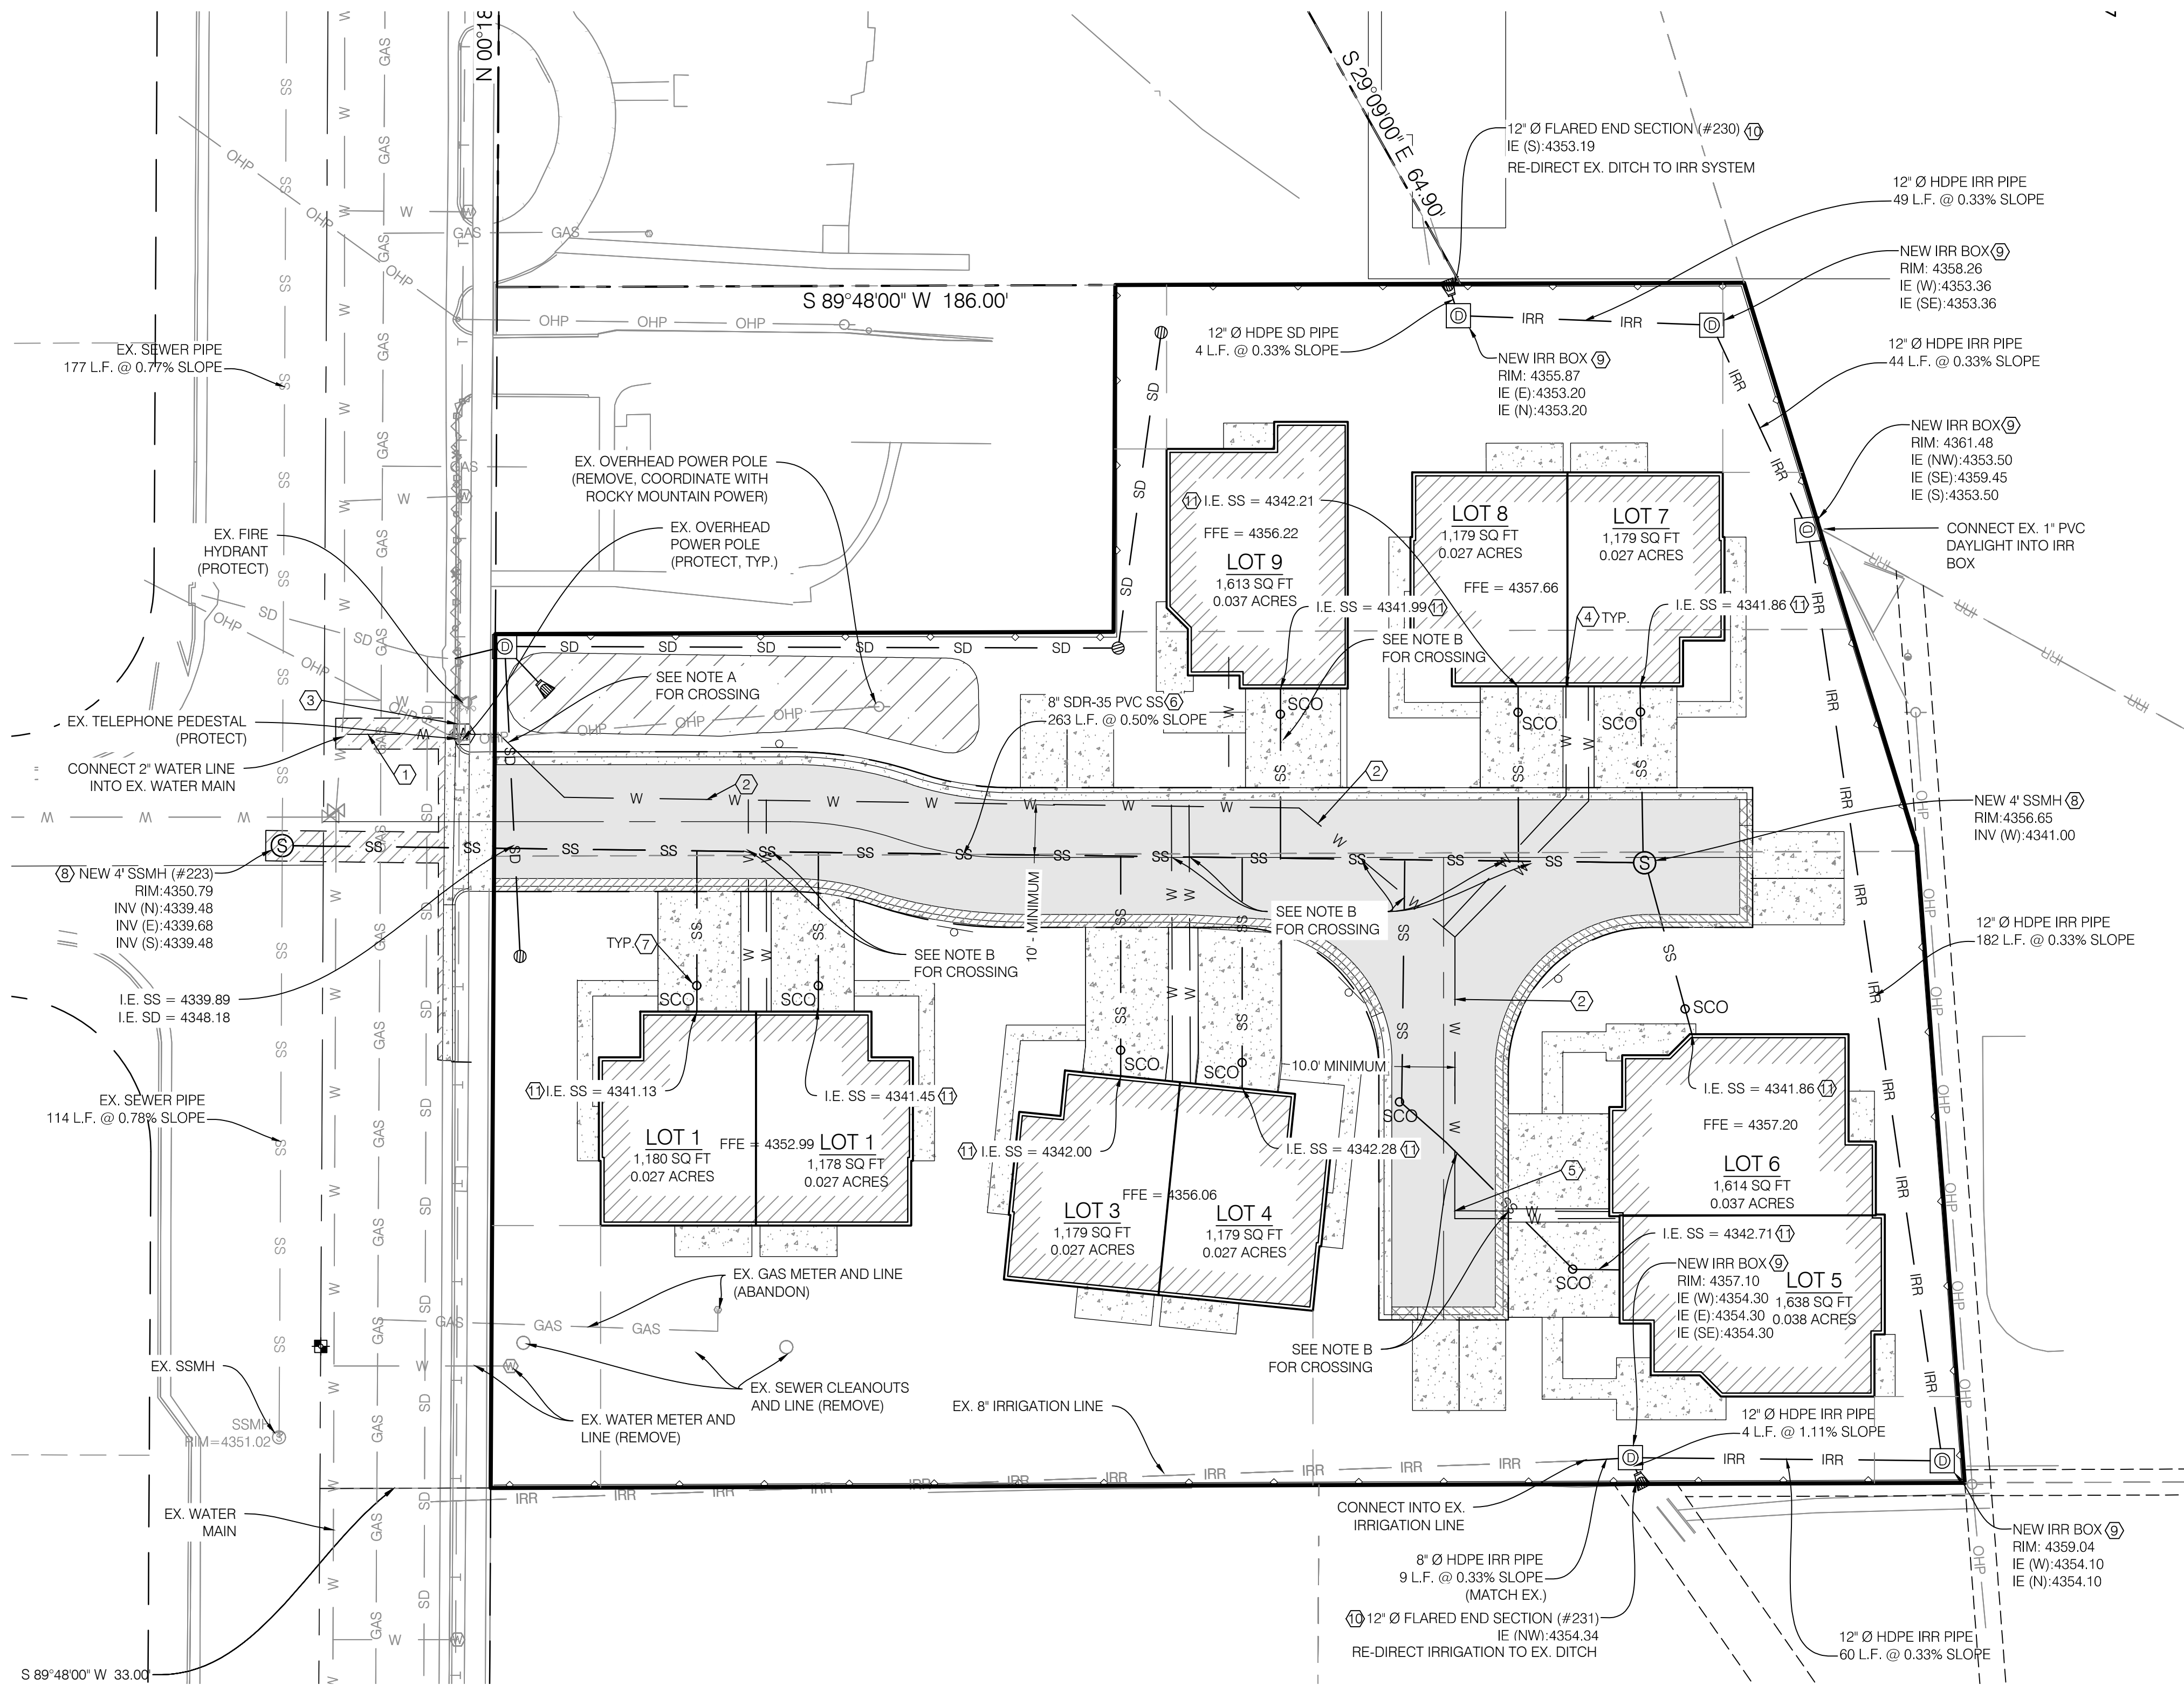 N 00°18
S 29°09'00" E 64.90'
12" Ø FLARED END SECTION (#230) 10
IE (S):4353.19
RE-DIRECT EX. DITCH TO IRR SYSTEM
12" Ø HDPE IRR PIPE
49 L.F. @ 0.33% SLOPE
NEW IRR BOX 9
RIM: 4358.26
IE (W):4353.36
IE (SE):4353.36
S 89°48'00" W 186.00'
12" Ø HDPE SD PIPE
4 L.F. @ 0.33% SLOPE
NEW IRR BOX 9
RIM: 4355.87
IE (E):4353.20
IE (N):4353.20
12" Ø HDPE IRR PIPE
44 L.F. @ 0.33% SLOPE
EX. SEWER PIPE
177 L.F. @ 0.77% SLOPE
NEW IRR BOX 9
RIM: 4361.48
IE (NW):4353.50
IE (SE):4359.45
IE (S):4353.50
CONNECT EX. 1" PVC
DAYLIGHT INTO IRR
BOX
EX. OVERHEAD POWER POLE
(REMOVE, COORDINATE WITH
ROCKY MOUNTAIN POWER)
EX. OVERHEAD
POWER POLE
(PROTECT, TYP.)
EX. FIRE
HYDRANT
(PROTECT)
11 I.E. SS = 4342.21
FFE = 4356.22
LOT 9
1,613 SQ FT
0.037 ACRES
LOT 8
1,179 SQ FT
0.027 ACRES
LOT 7
1,179 SQ FT
0.027 ACRES
FFE = 4357.66
I.E. SS = 4341.99 11
4 TYP.
I.E. SS = 4341.86 11
SEE NOTE B
FOR CROSSING
3
SEE NOTE A
FOR CROSSING
EX. TELEPHONE PEDESTAL
(PROTECT)
8" SDR-35 PVC SS 6
263 L.F. @ 0.50% SLOPE
SCO
SCO
SCO
CONNECT 2" WATER LINE
INTO EX. WATER MAIN
1
2
2
NEW 4' SSMH 8
RIM:4356.65
INV (W):4341.00
8 NEW 4' SSMH (#223)
RIM:4350.79
INV (N):4339.48
INV (E):4339.68
INV (S):4339.48
10' - MINIMUM
SEE NOTE B
FOR CROSSING
SEE NOTE B
FOR CROSSING
12" Ø HDPE IRR PIPE
182 L.F. @ 0.33% SLOPE
TYP. 7
I.E. SS = 4339.89
I.E. SD = 4348.18
SCO
SCO
2
SCO
SCO
SCO
10.0' MINIMUM
SCO
EX. SEWER PIPE
114 L.F. @ 0.78% SLOPE
11 I.E. SS = 4341.13
I.E. SS = 4341.45 11
I.E. SS = 4341.86 11
FFE = 4357.20
LOT 1
1,180 SQ FT
0.027 ACRES
FFE = 4352.99
LOT 1
1,178 SQ FT
0.027 ACRES
11 I.E. SS = 4342.00
I.E. SS = 4342.28 11
FFE = 4356.06
LOT 3
1,179 SQ FT
0.027 ACRES
LOT 4
1,179 SQ FT
0.027 ACRES
5
LOT 6
1,614 SQ FT
0.037 ACRES
I.E. SS = 4342.71 11
SCO
NEW IRR BOX 9
RIM: 4357.10
IE (W):4354.30
IE (E):4354.30
IE (SE):4354.30
LOT 5
1,638 SQ FT
0.038 ACRES
EX. GAS METER AND LINE
(ABANDON)
SEE NOTE B
FOR CROSSING
EX. SSMH
SSMH
RIM=4351.02
EX. SEWER CLEANOUTS
AND LINE (REMOVE)
EX. WATER METER AND
LINE (REMOVE)
EX. 8" IRRIGATION LINE
12" Ø HDPE IRR PIPE
4 L.F. @ 1.11% SLOPE
EX. WATER
MAIN
CONNECT INTO EX.
IRRIGATION LINE
NEW IRR BOX 9
RIM: 4359.04
IE (W):4354.10
IE (N):4354.10
8" Ø HDPE IRR PIPE
9 L.F. @ 0.33% SLOPE
(MATCH EX.)
10 12" Ø FLARED END SECTION (#231)
IE (NW):4354.34
RE-DIRECT IRRIGATION TO EX. DITCH
12" Ø HDPE IRR PIPE
60 L.F. @ 0.33% SLOPE
S 89°48'00" W 33.00'